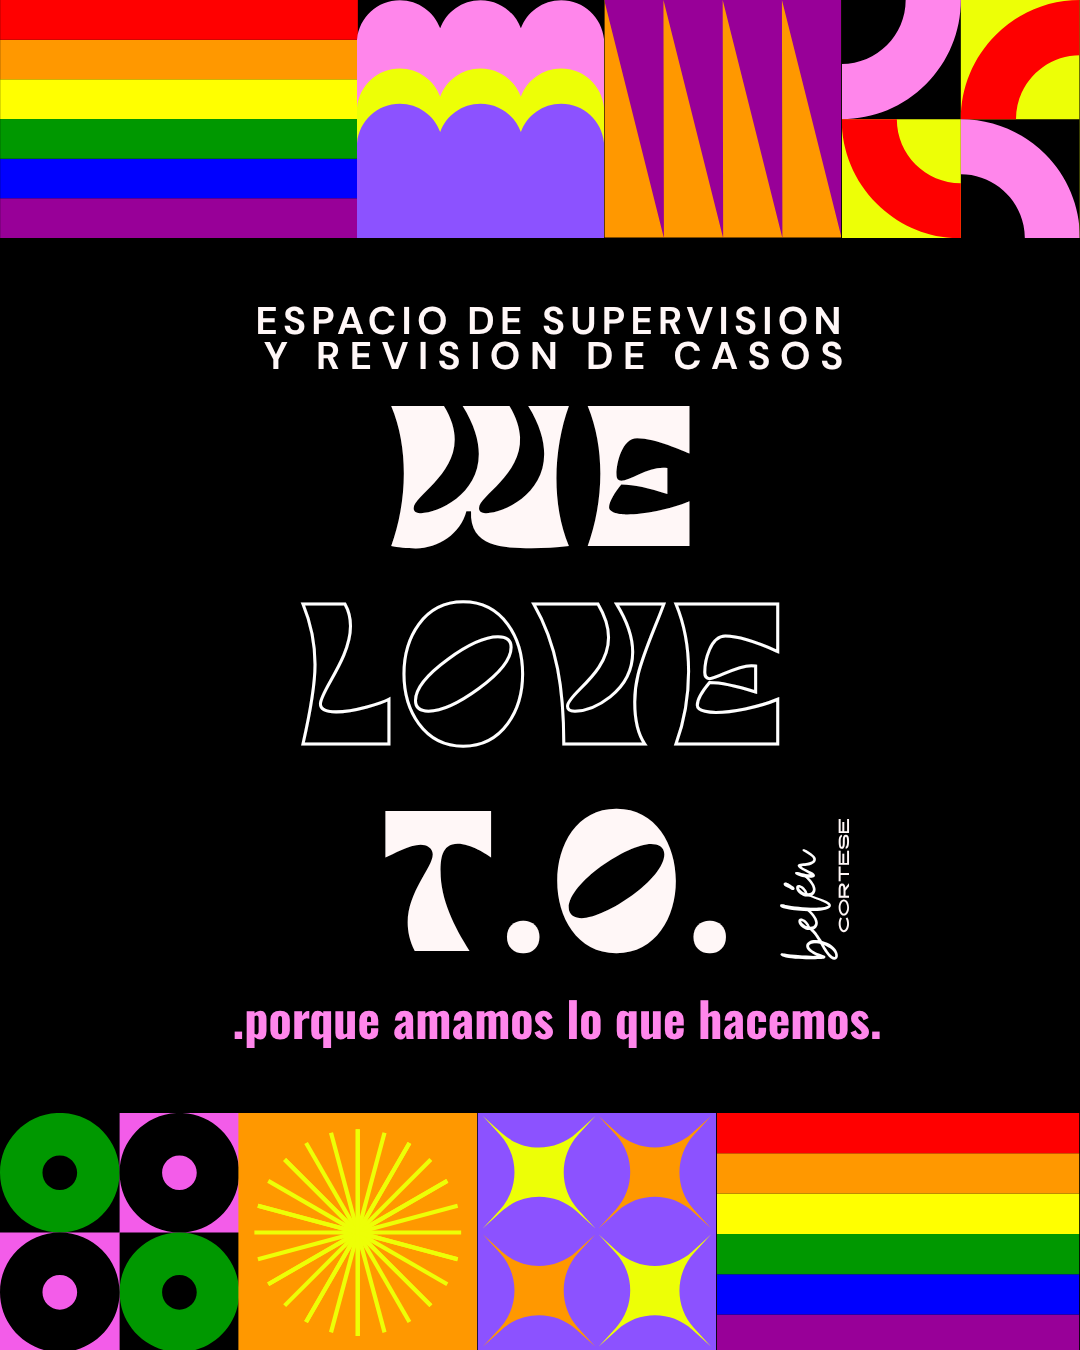 ESPACIO DE SUPERVISION
Y REVISION DE CASOS
WE
LOVE
T.O.
belén
CORTESE
.porque amamos lo que hacemos.